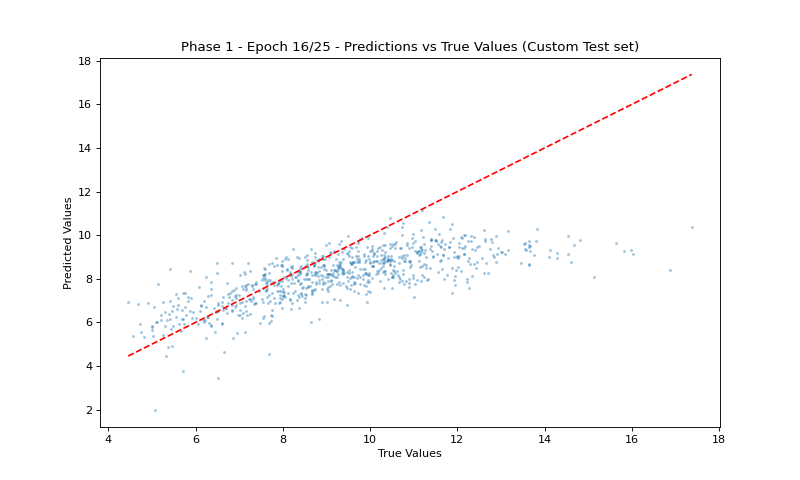 Phase 1 - Epoch 16/25 - Predictions vs True Values (Custom Test set)
18
16
14
12
10
8
6
4
2
Predicted Values
4 6 8 10 12 14 16 18
True Values